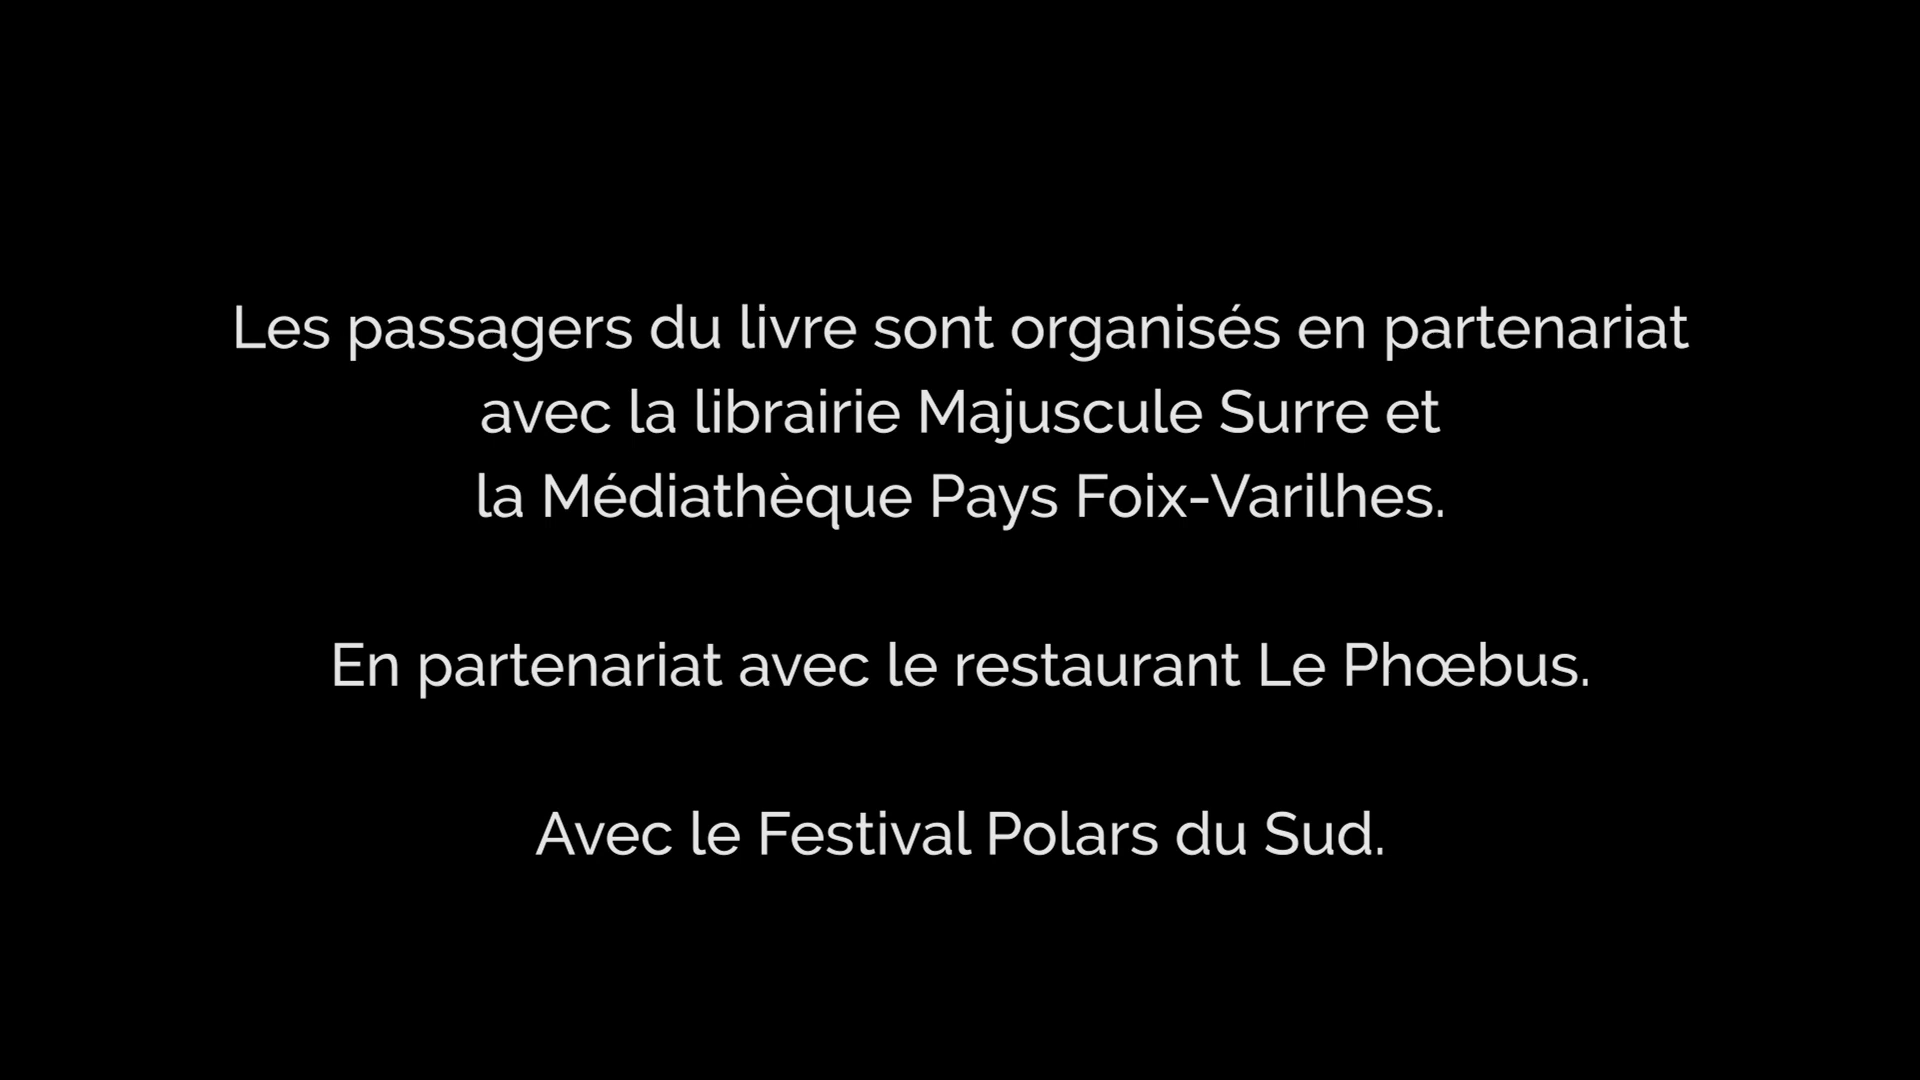 Les passagers du livre sont organisés en partenariat
avec la librairie Majuscule Surre et
la Médiathèque Pays Foix-Varilhes.
En partenariat avec le restaurant Le Phœbus.
Avec le Festival Polars du Sud.